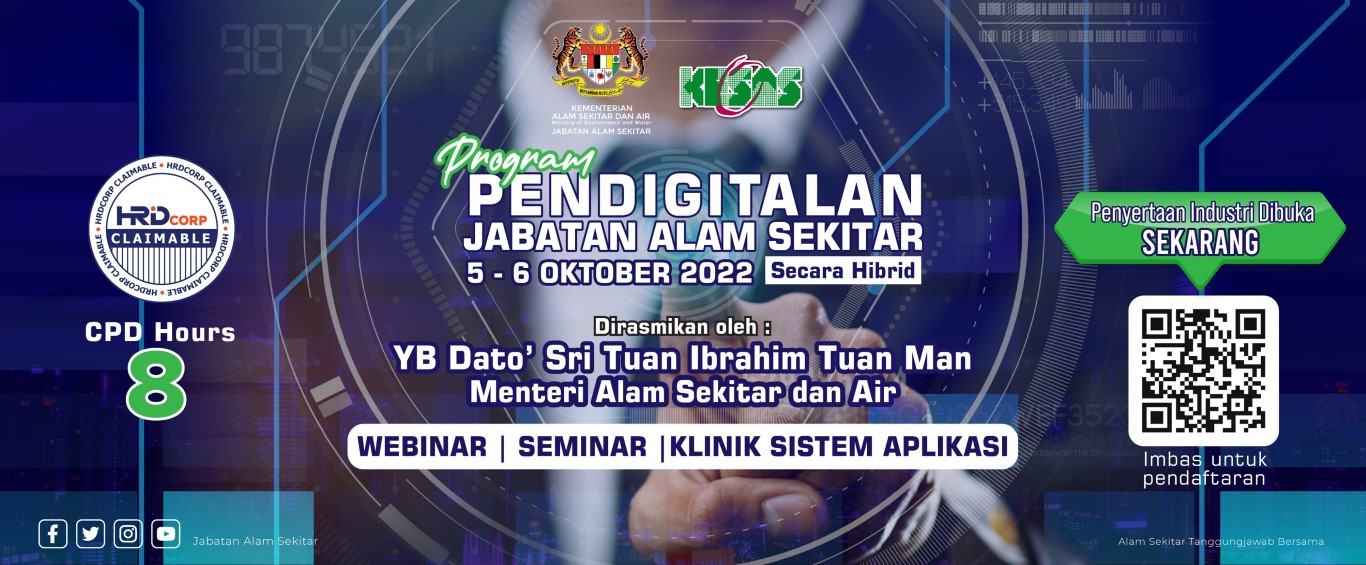 9874521
KEMENTERIAN
ALAM SEKITAR DAN AIR
Ministry of Environment and Water
JABATAN ALAM SEKITAR
KESAS
Program
PENDIGITALAN
JABATAN ALAM SEKITAR
5 - 6 OKTOBER 2022 Secara Hibrid
Dirasmikan oleh :
YB Dato' Sri Tuan Ibrahim Tuan Man
Menteri Alam Sekitar dan Air
WEBINAR | SEMINAR |KLINIK SISTEM APLIKASI
HRDCORP CLAIMABLE • HRDCORP CLAIMABLE • HRDCORP CLAIMABLE • HRDCORP CLAIMABLE •
HRD CORP
CLAIMABLE
CPD Hours
8
Penyertaan Industri Dibuka
SEKARANG
Imbas untuk
pendaftaran
Jabatan Alam Sekitar
Alam Sekitar Tanggungjawab Bersama